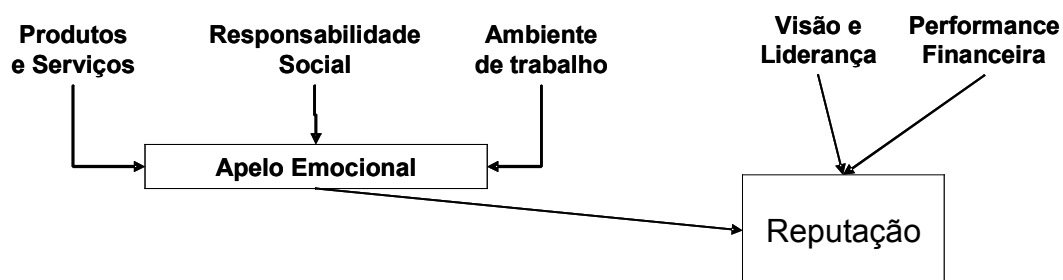 Produtos
e Serviços
Responsabilidade
Social
Ambiente
de trabalho
Visão e
Liderança
Performance
Financeira
Apelo Emocional
Reputação